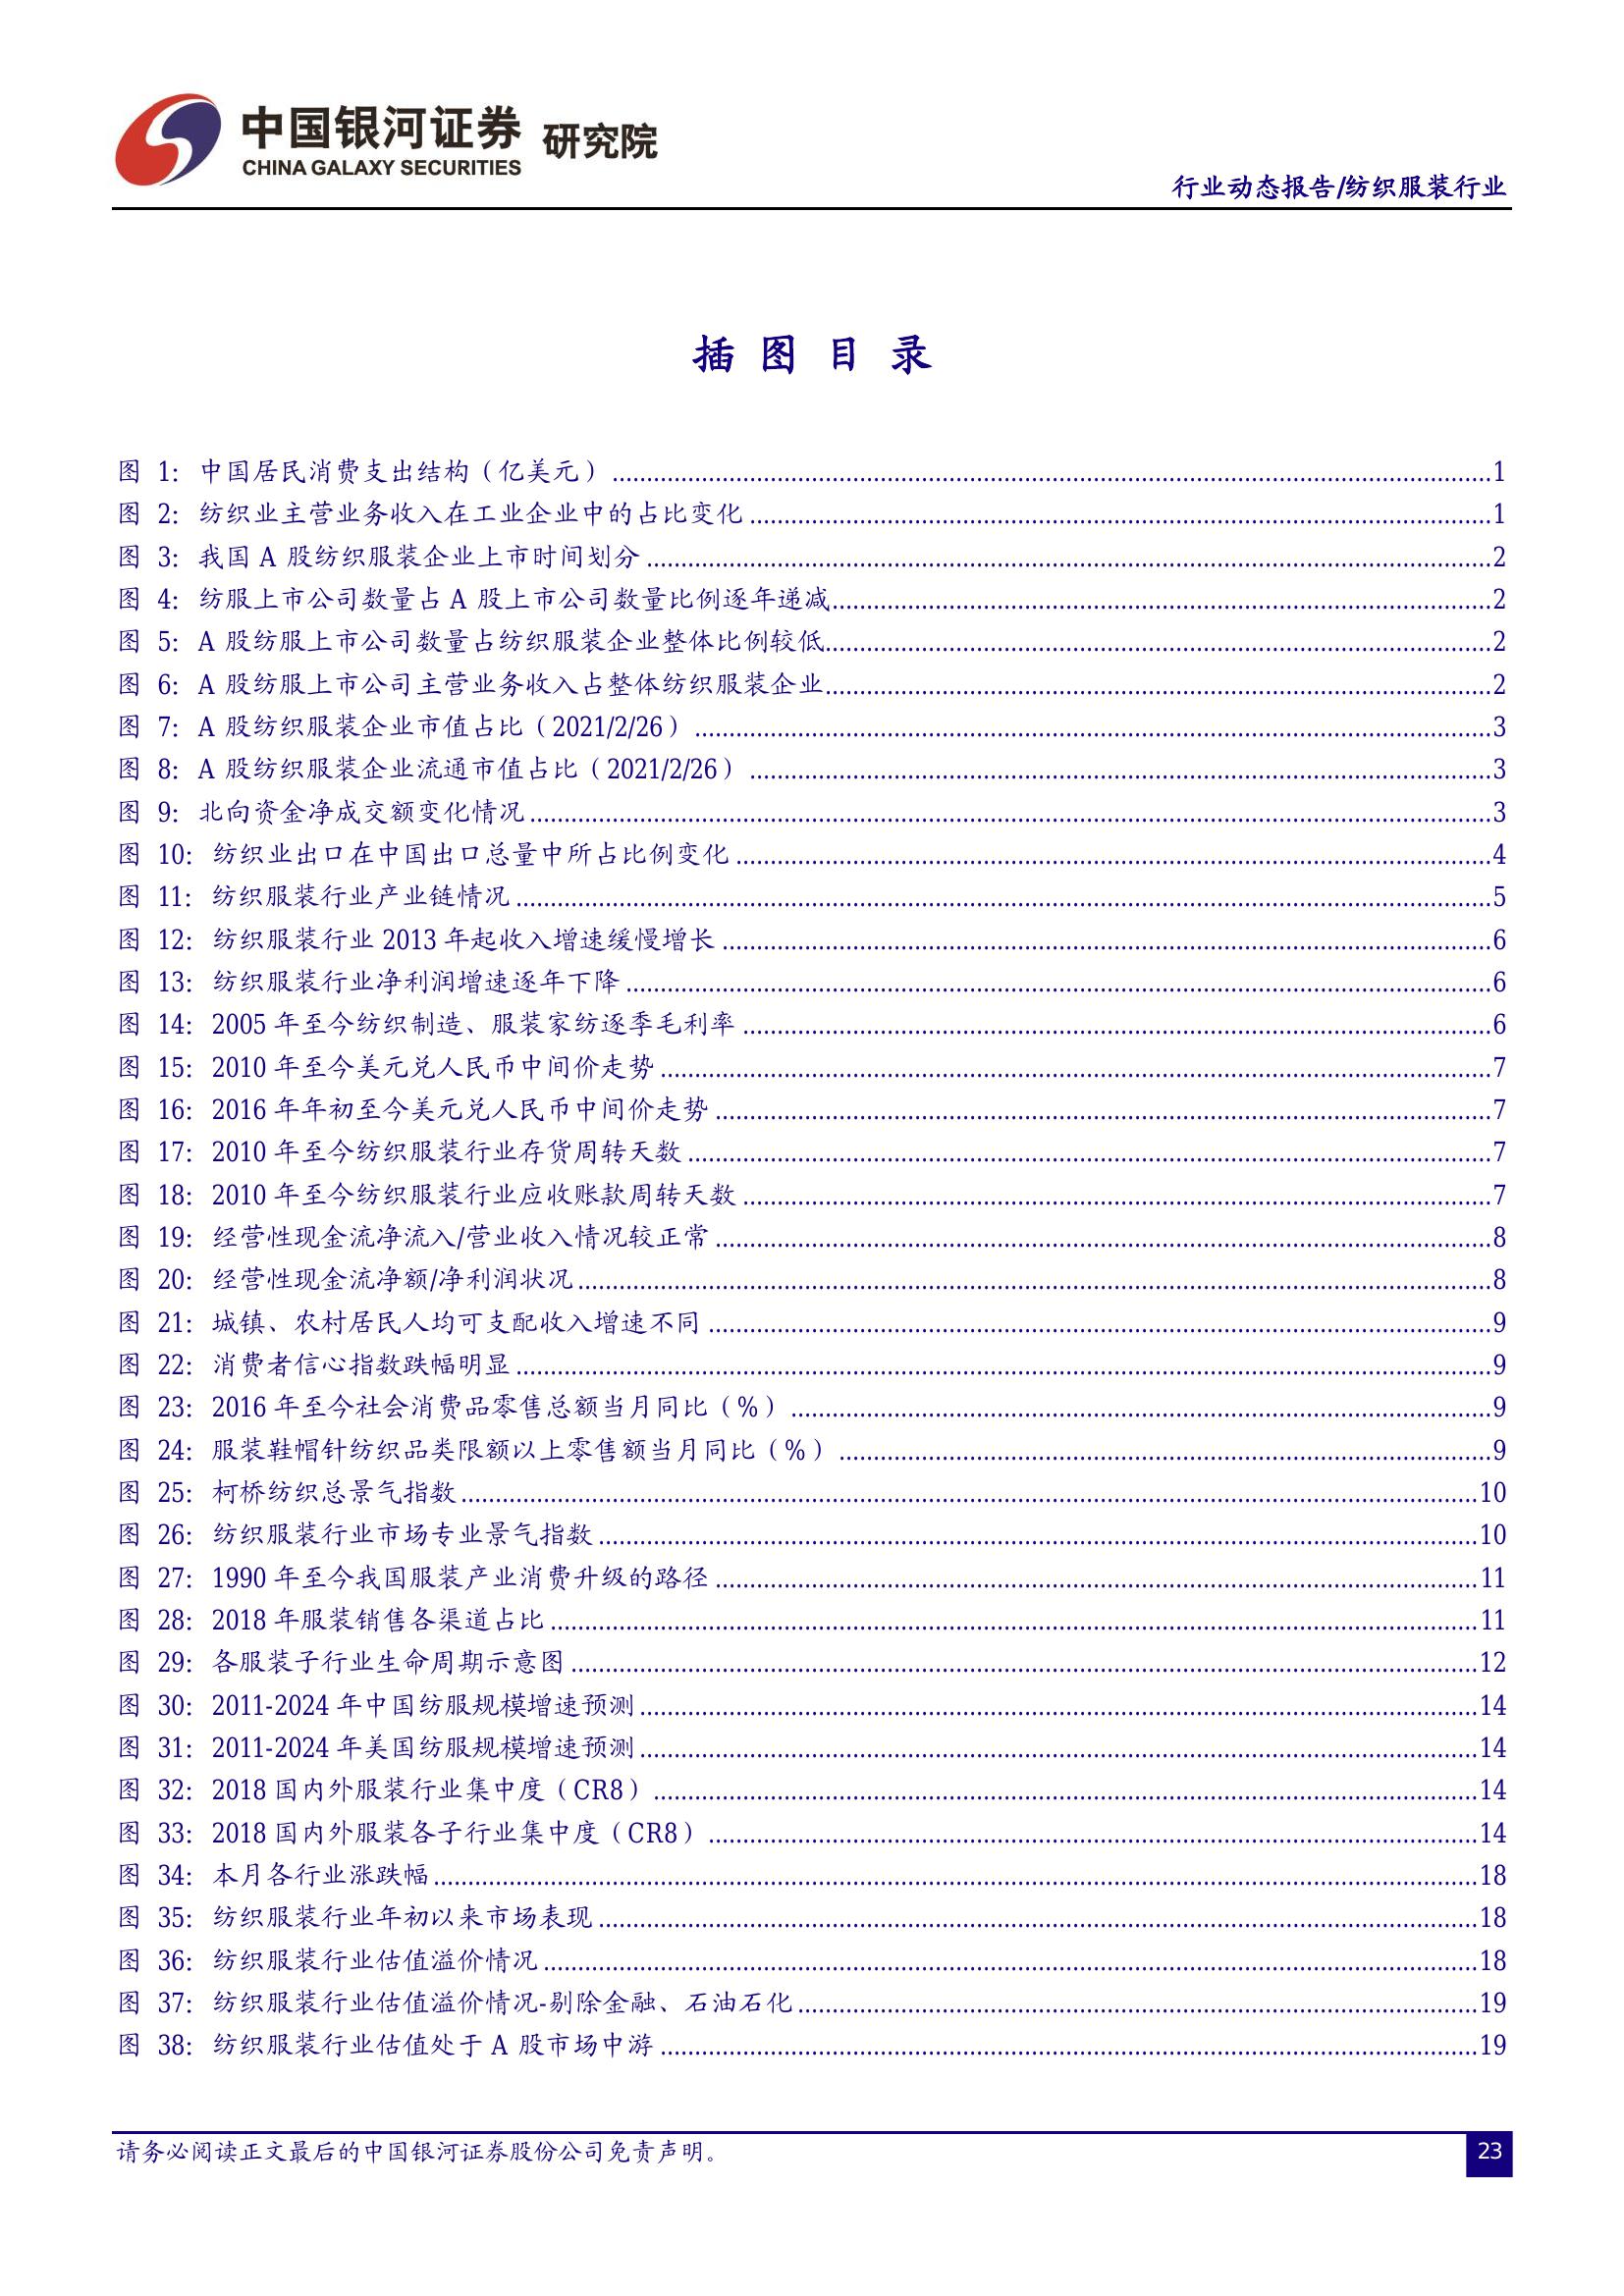 中国银河证券 研究院
CHINA GALAXY SECURITIES
行业动态报告/纺织服装行业
插 图 目 录
图 1: 中国居民消费支出结构（亿美元）1
图 2: 纺织业主营业务收入在工业企业中的占比变化1
图 3: 我国 A 股纺织服装企业上市时间划分2
图 4: 纺服上市公司数量占 A 股上市公司数量比例逐年递减2
图 5: A 股纺服上市公司数量占纺织服装企业整体比例较低2
图 6: A 股纺服上市公司主营业务收入占整体纺织服装企业2
图 7: A 股纺织服装企业市值占比（2021/2/26）3
图 8: A 股纺织服装企业流通市值占比（2021/2/26）3
图 9: 北向资金净成交额变化情况3
图 10: 纺织业出口在中国出口总量中所占比例变化4
图 11: 纺织服装行业产业链情况5
图 12: 纺织服装行业 2013 年起收入增速缓慢增长6
图 13: 纺织服装行业净利润增速逐年下降6
图 14: 2005 年至今纺织制造、服装家纺逐季毛利率6
图 15: 2010 年至今美元兑人民币中间价走势7
图 16: 2016 年年初至今美元兑人民币中间价走势7
图 17: 2010 年至今纺织服装行业存货周转天数7
图 18: 2010 年至今纺织服装行业应收账款周转天数7
图 19: 经营性现金流净流入/营业收入情况较正常8
图 20: 经营性现金流净额/净利润状况8
图 21: 城镇、农村居民人均可支配收入增速不同9
图 22: 消费者信心指数跌幅明显9
图 23: 2016 年至今社会消费品零售总额当月同比（%）9
图 24: 服装鞋帽针纺织品类限额以上零售额当月同比（%）9
图 25: 柯桥纺织总景气指数10
图 26: 纺织服装行业市场专业景气指数10
图 27: 1990 年至今我国服装产业消费升级的路径11
图 28: 2018 年服装销售各渠道占比11
图 29: 各服装子行业生命周期示意图12
图 30: 2011-2024 年中国纺服规模增速预测14
图 31: 2011-2024 年美国纺服规模增速预测14
图 32: 2018 国内外服装行业集中度（CR8）14
图 33: 2018 国内外服装各子行业集中度（CR8）14
图 34: 本月各行业涨跌幅18
图 35: 纺织服装行业年初以来市场表现18
图 36: 纺织服装行业估值溢价情况18
图 37: 纺织服装行业估值溢价情况-剔除金融、石油石化19
图 38: 纺织服装行业估值处于 A 股市场中游19
请务必阅读正文最后的中国银河证券股份公司免责声明。
23